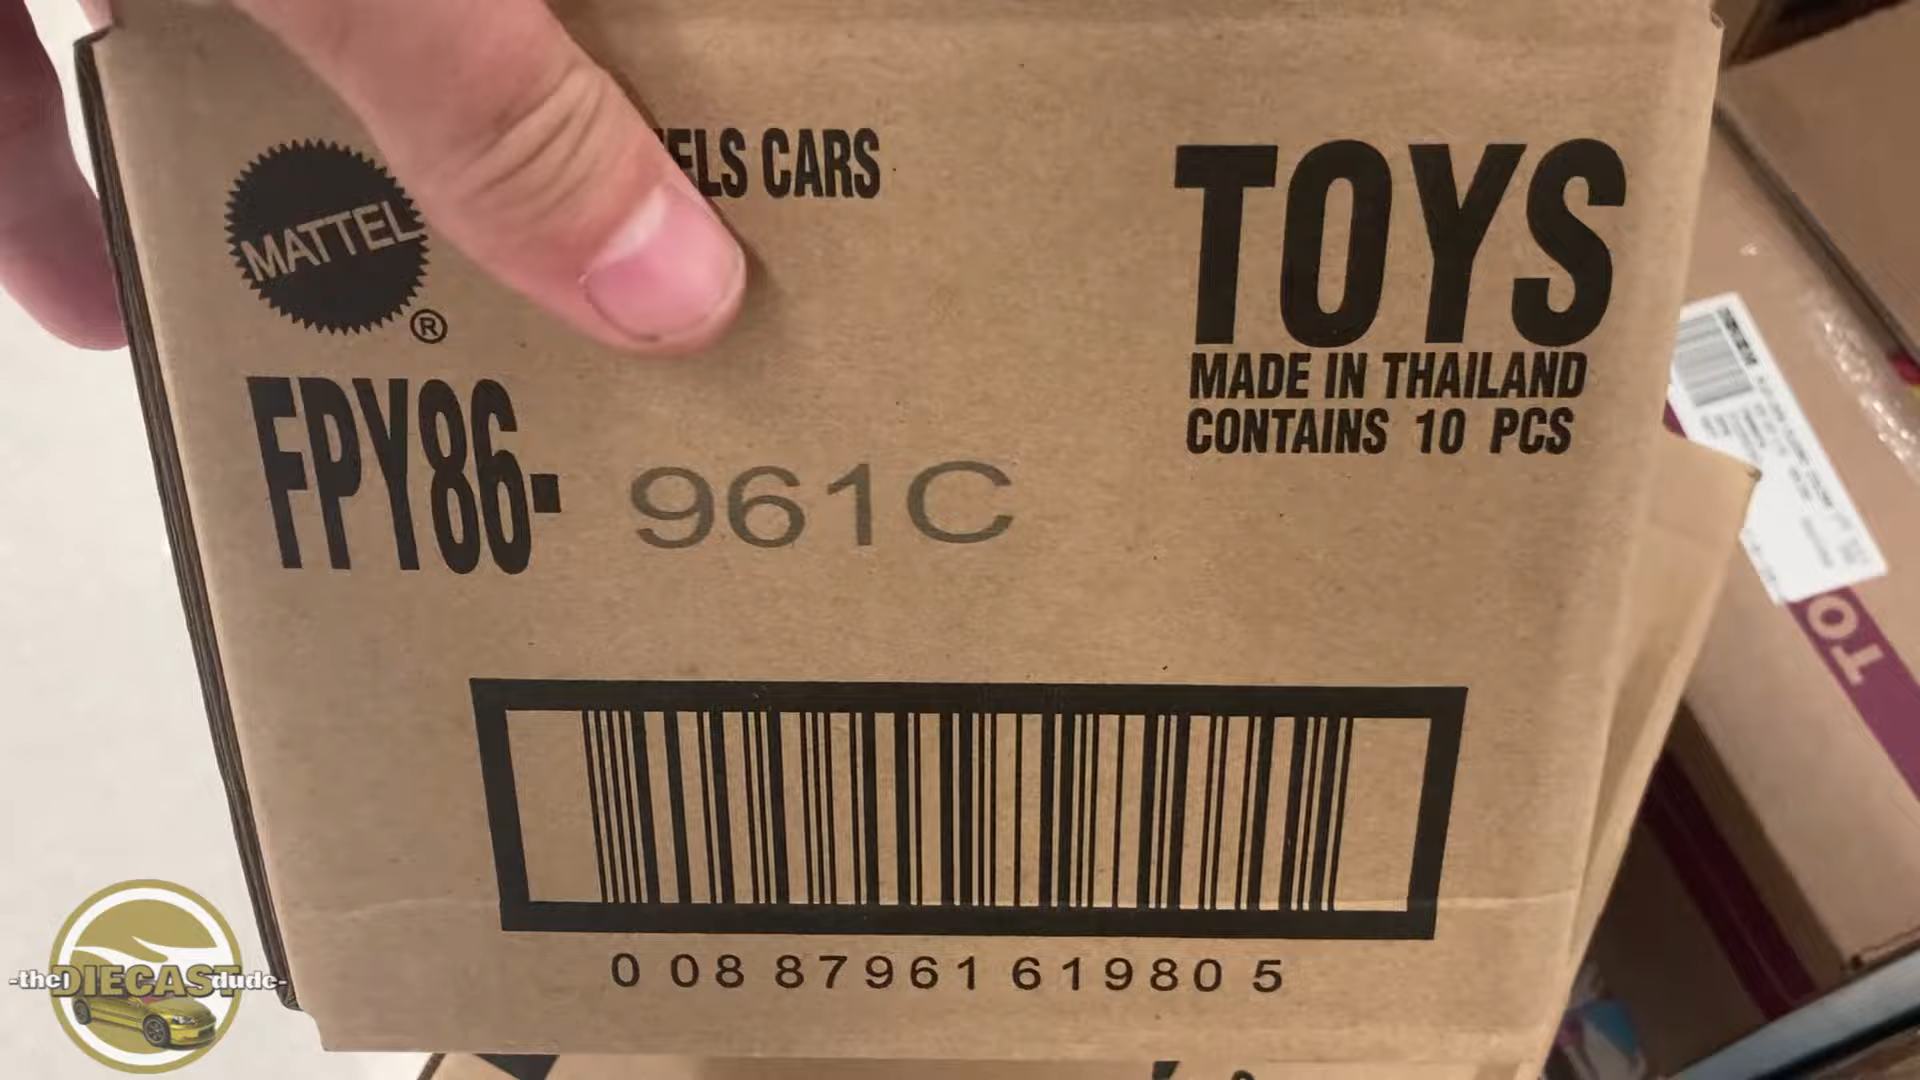 ELS CARS
MATTEL
®
TOYS
MADE IN THAILAND
CONTAINS 10 PCS
FPY86- 961C
0 08 87961 61980 5
TO
-the DIECAST dude-